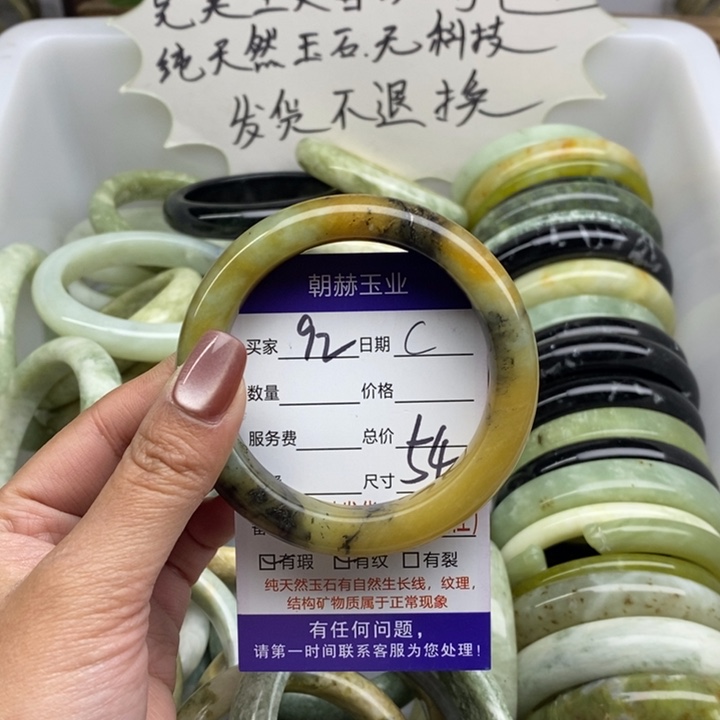 纯天然玉石.无科技
发货不退换
朝赫玉业
买家 92 日期 C
数量 价格
服务费 总价
尺寸 54
有瑕 有纹 有裂
纯天然玉石有自然生长线，纹理，
结构矿物质属于正常现象
有任何问题，
请第一时间联系客服为您处理！